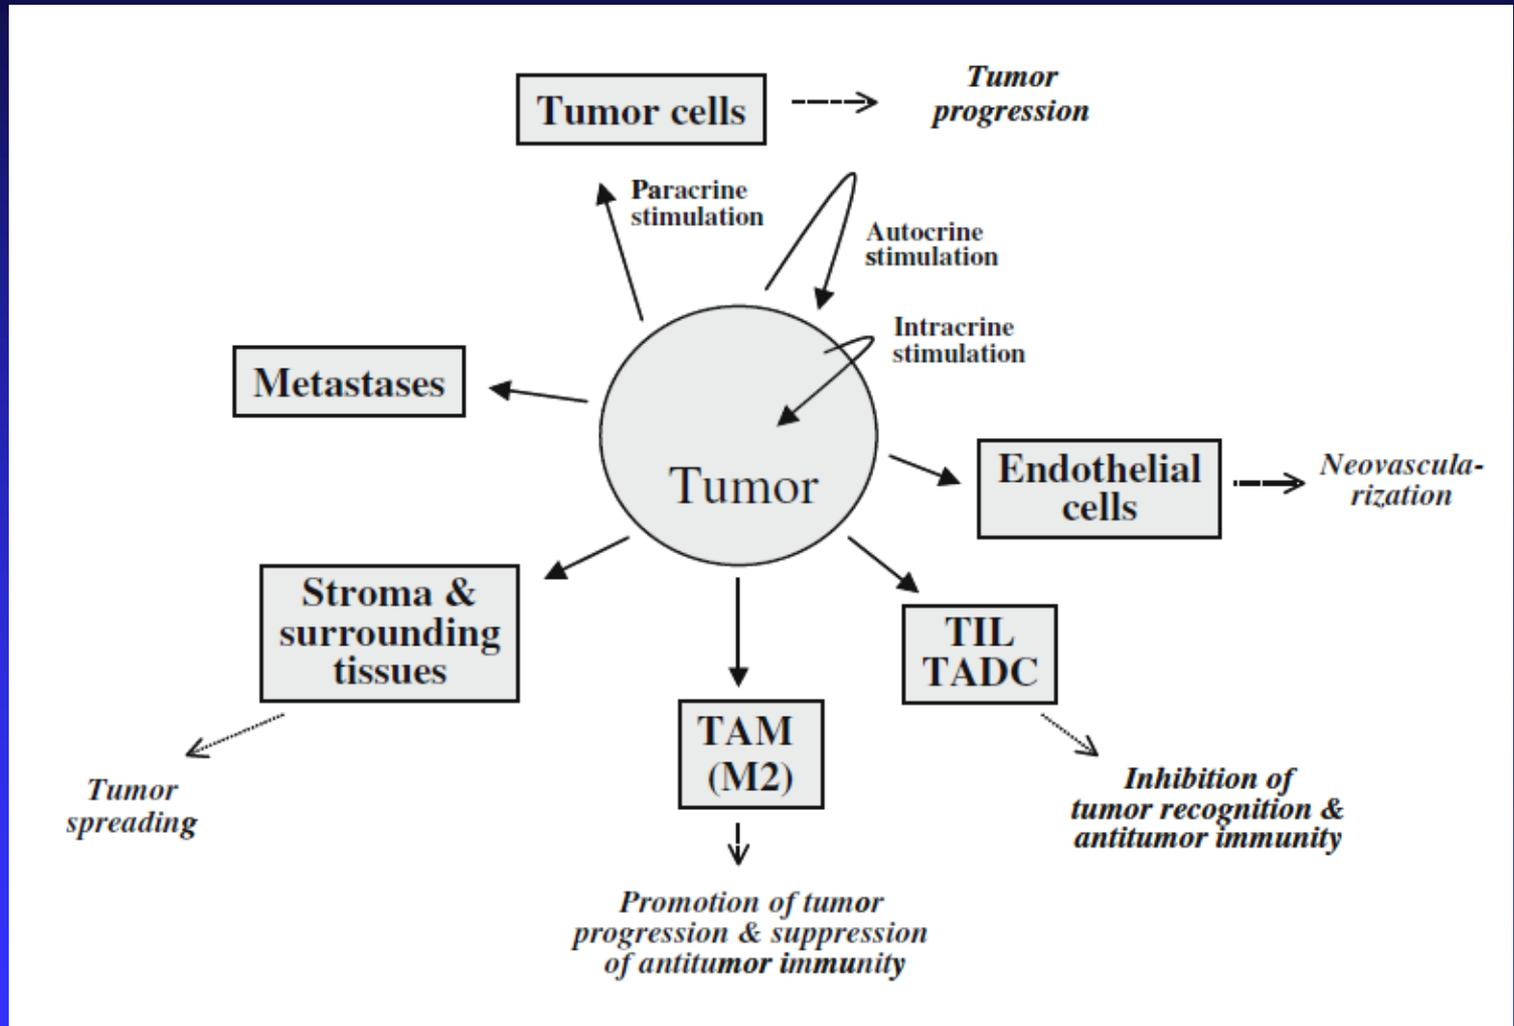 Tumor cells
Tumor
progression
Paracrine
stimulation
Autocrine
stimulation
Intracrine
stimulation
Metastases
Tumor
Endothelial
cells
Neovascula-
rization
Stroma &
surrounding
tissues
TIL
TADC
TAM
(M2)
Tumor
spreading
Inhibition of
tumor recognition &
antitumor immunity
Promotion of tumor
progression & suppression
of antitumor immunity